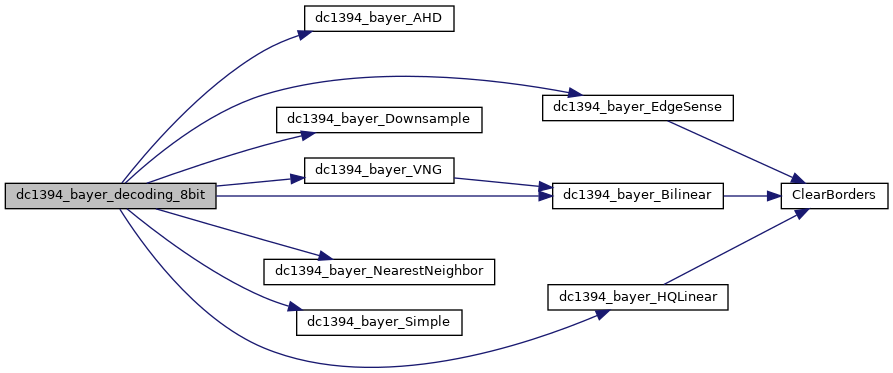 dc1394_bayer_AHD
dc1394_bayer_EdgeSense
dc1394_bayer_Downsample
dc1394_bayer_VNG
dc1394_bayer_decoding_8bit
dc1394_bayer_Bilinear
ClearBorders
dc1394_bayer_NearestNeighbor
dc1394_bayer_HQLinear
dc1394_bayer_Simple